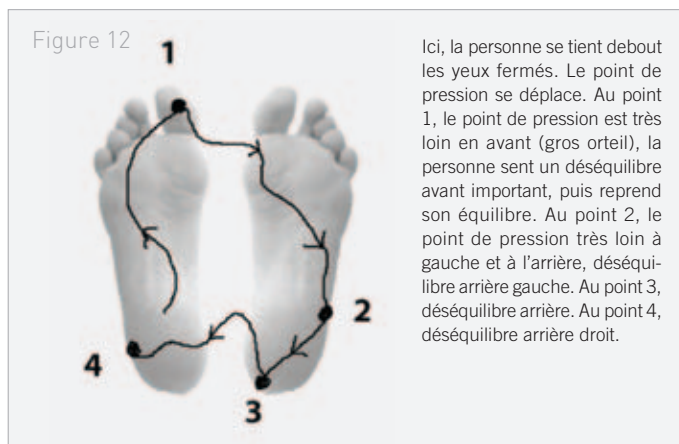 Figure 12
1
2
3
4
Ici, la personne se tient debout
les yeux fermés. Le point de
pression se déplace. Au point
1, le point de pression est très
loin en avant (gros orteil), la
personne sent un déséquilibre
avant important, puis reprend
son équilibre. Au point 2, le
point de pression très loin à
gauche et à l'arrière, déséqui-
libre arrière gauche. Au point 3,
déséquilibre arrière. Au point 4,
déséquilibre arrière droit.